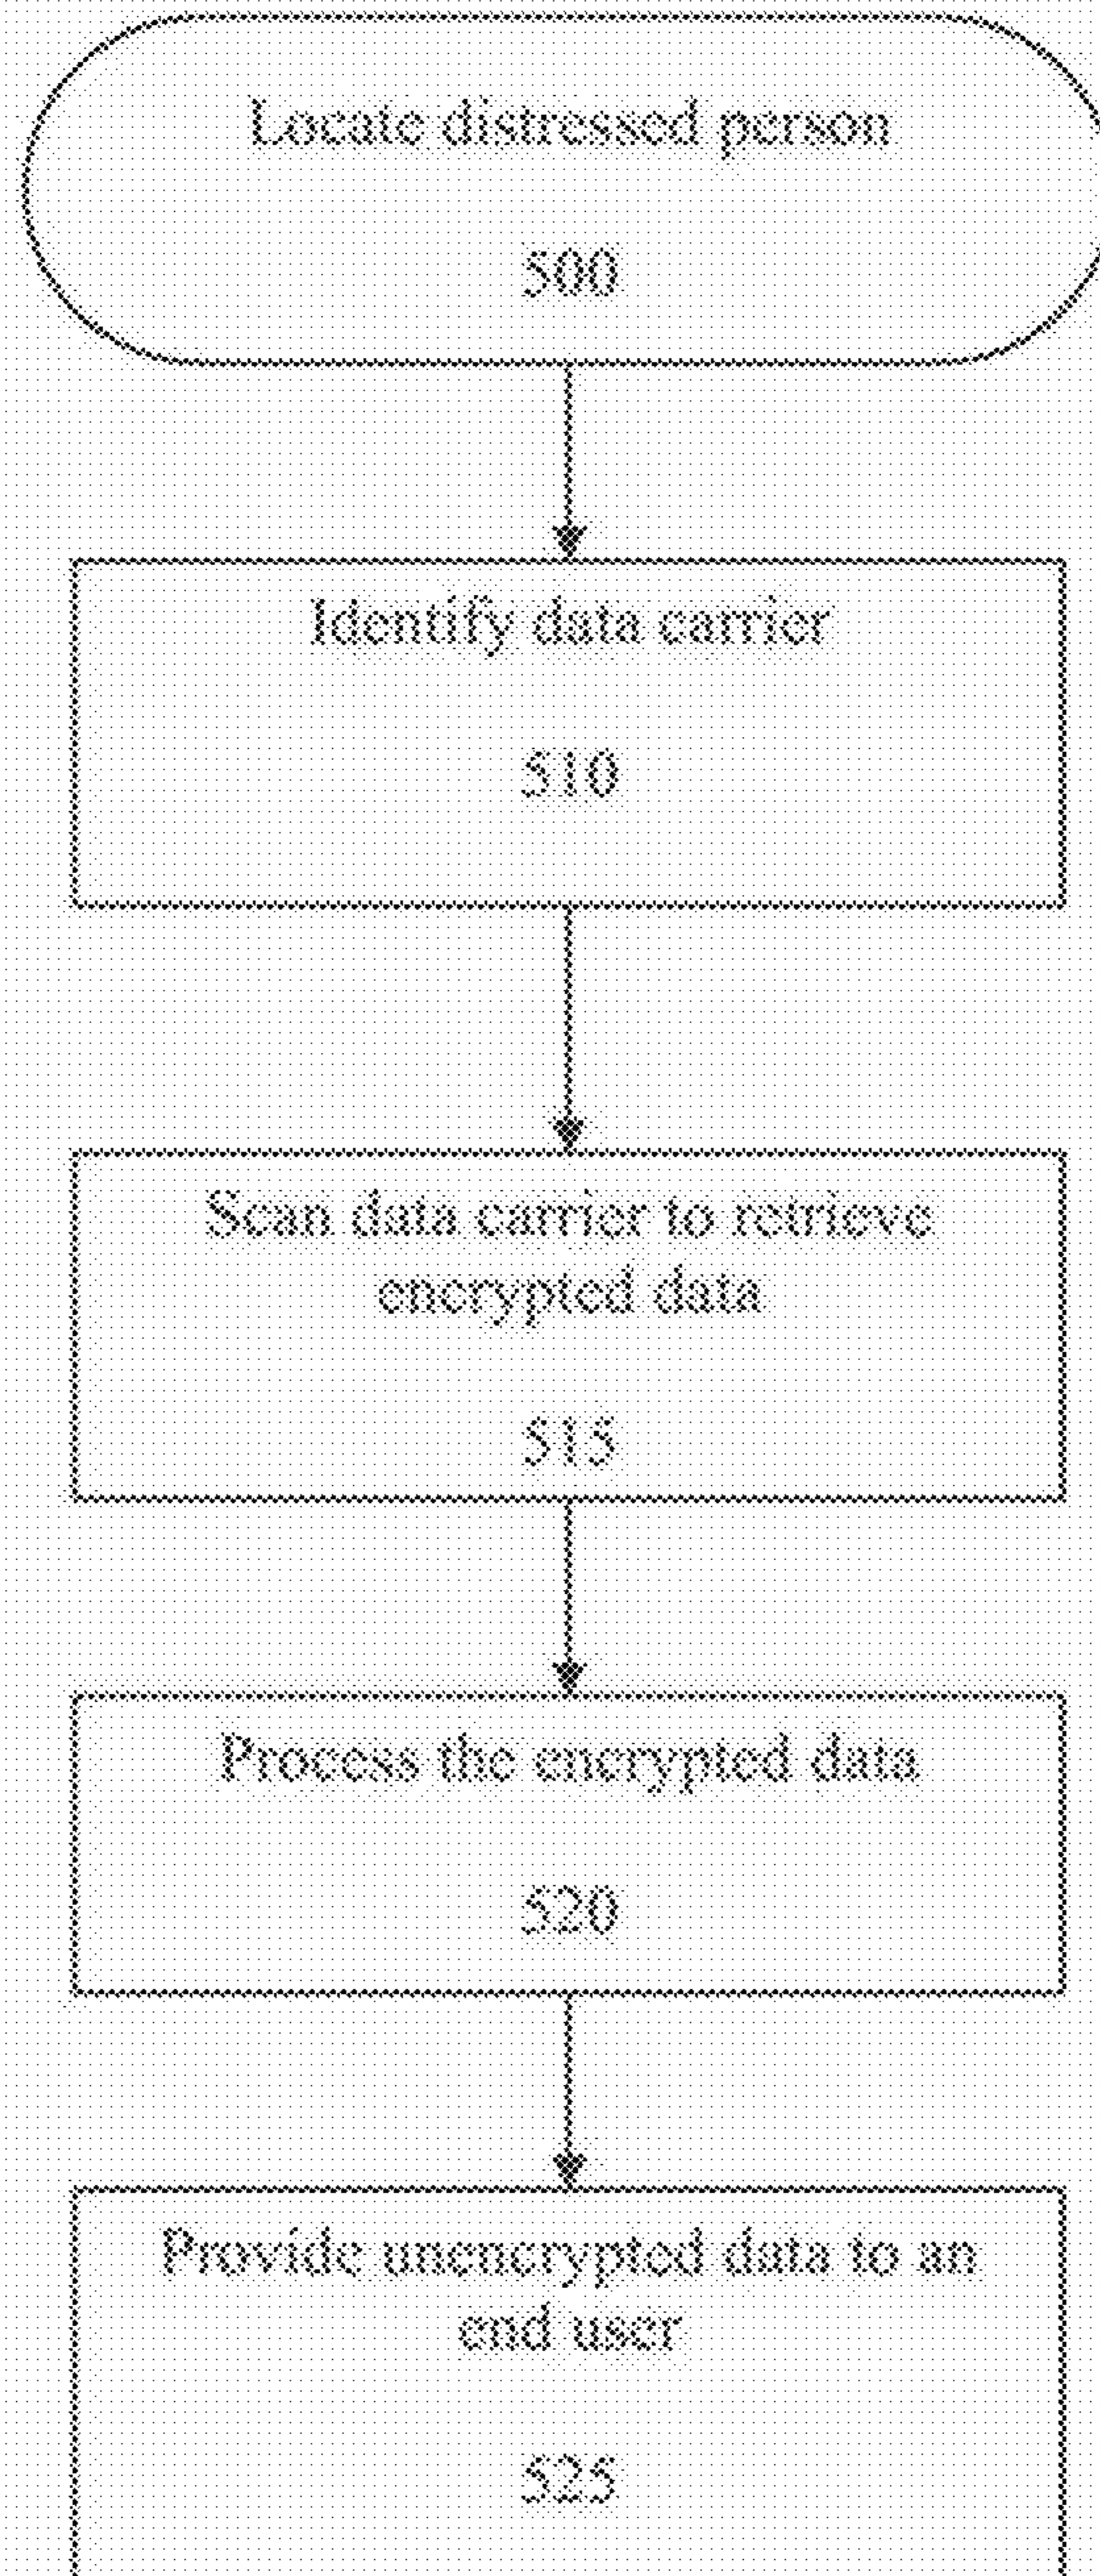 Locate distressed person
500
Identify data carrier
510
Scan data carrier to retrieve
encrypted data
515
Process the encrypted data
520
Provide unencrypted data to an
end user
525